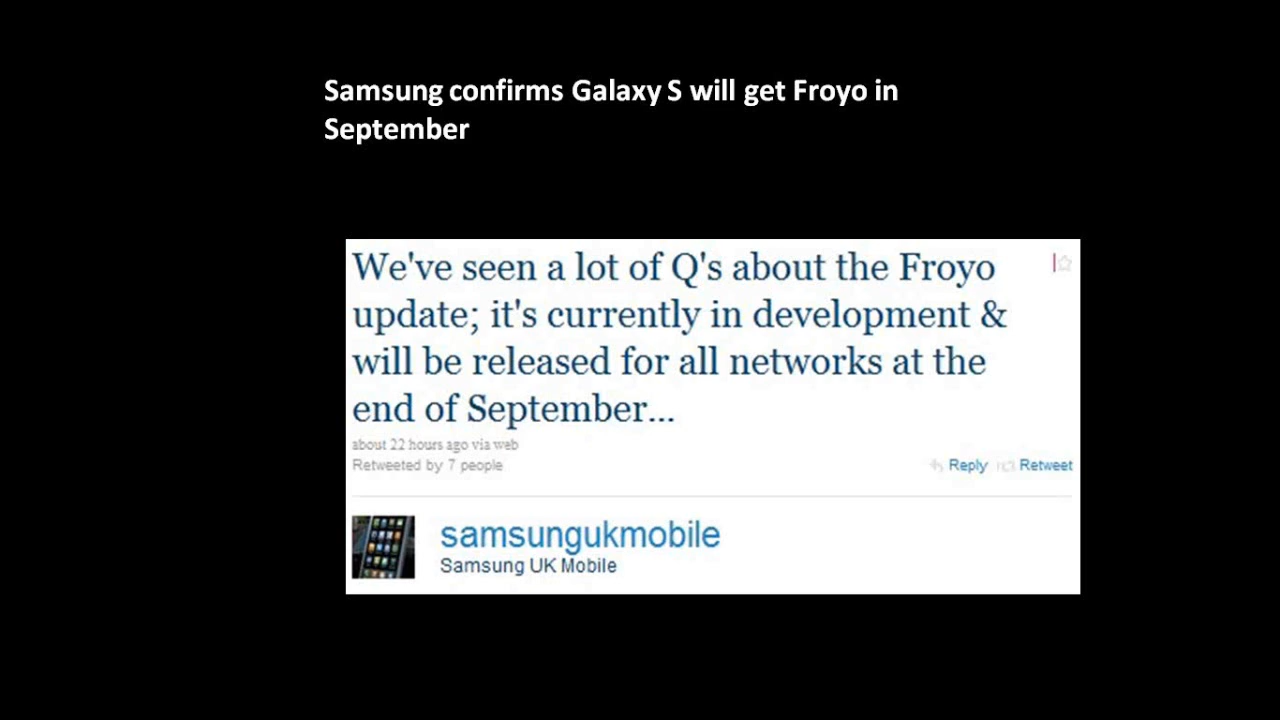 Samsung confirms Galaxy S will get Froyo in
September
We've seen a lot of Q's about the Froyo
update; it's currently in development &
will be released for all networks at the
end of September...
about 22 hours ago via web
Retweeted by 7 people
Reply Retweet
samsungukmobile
Samsung UK Mobile